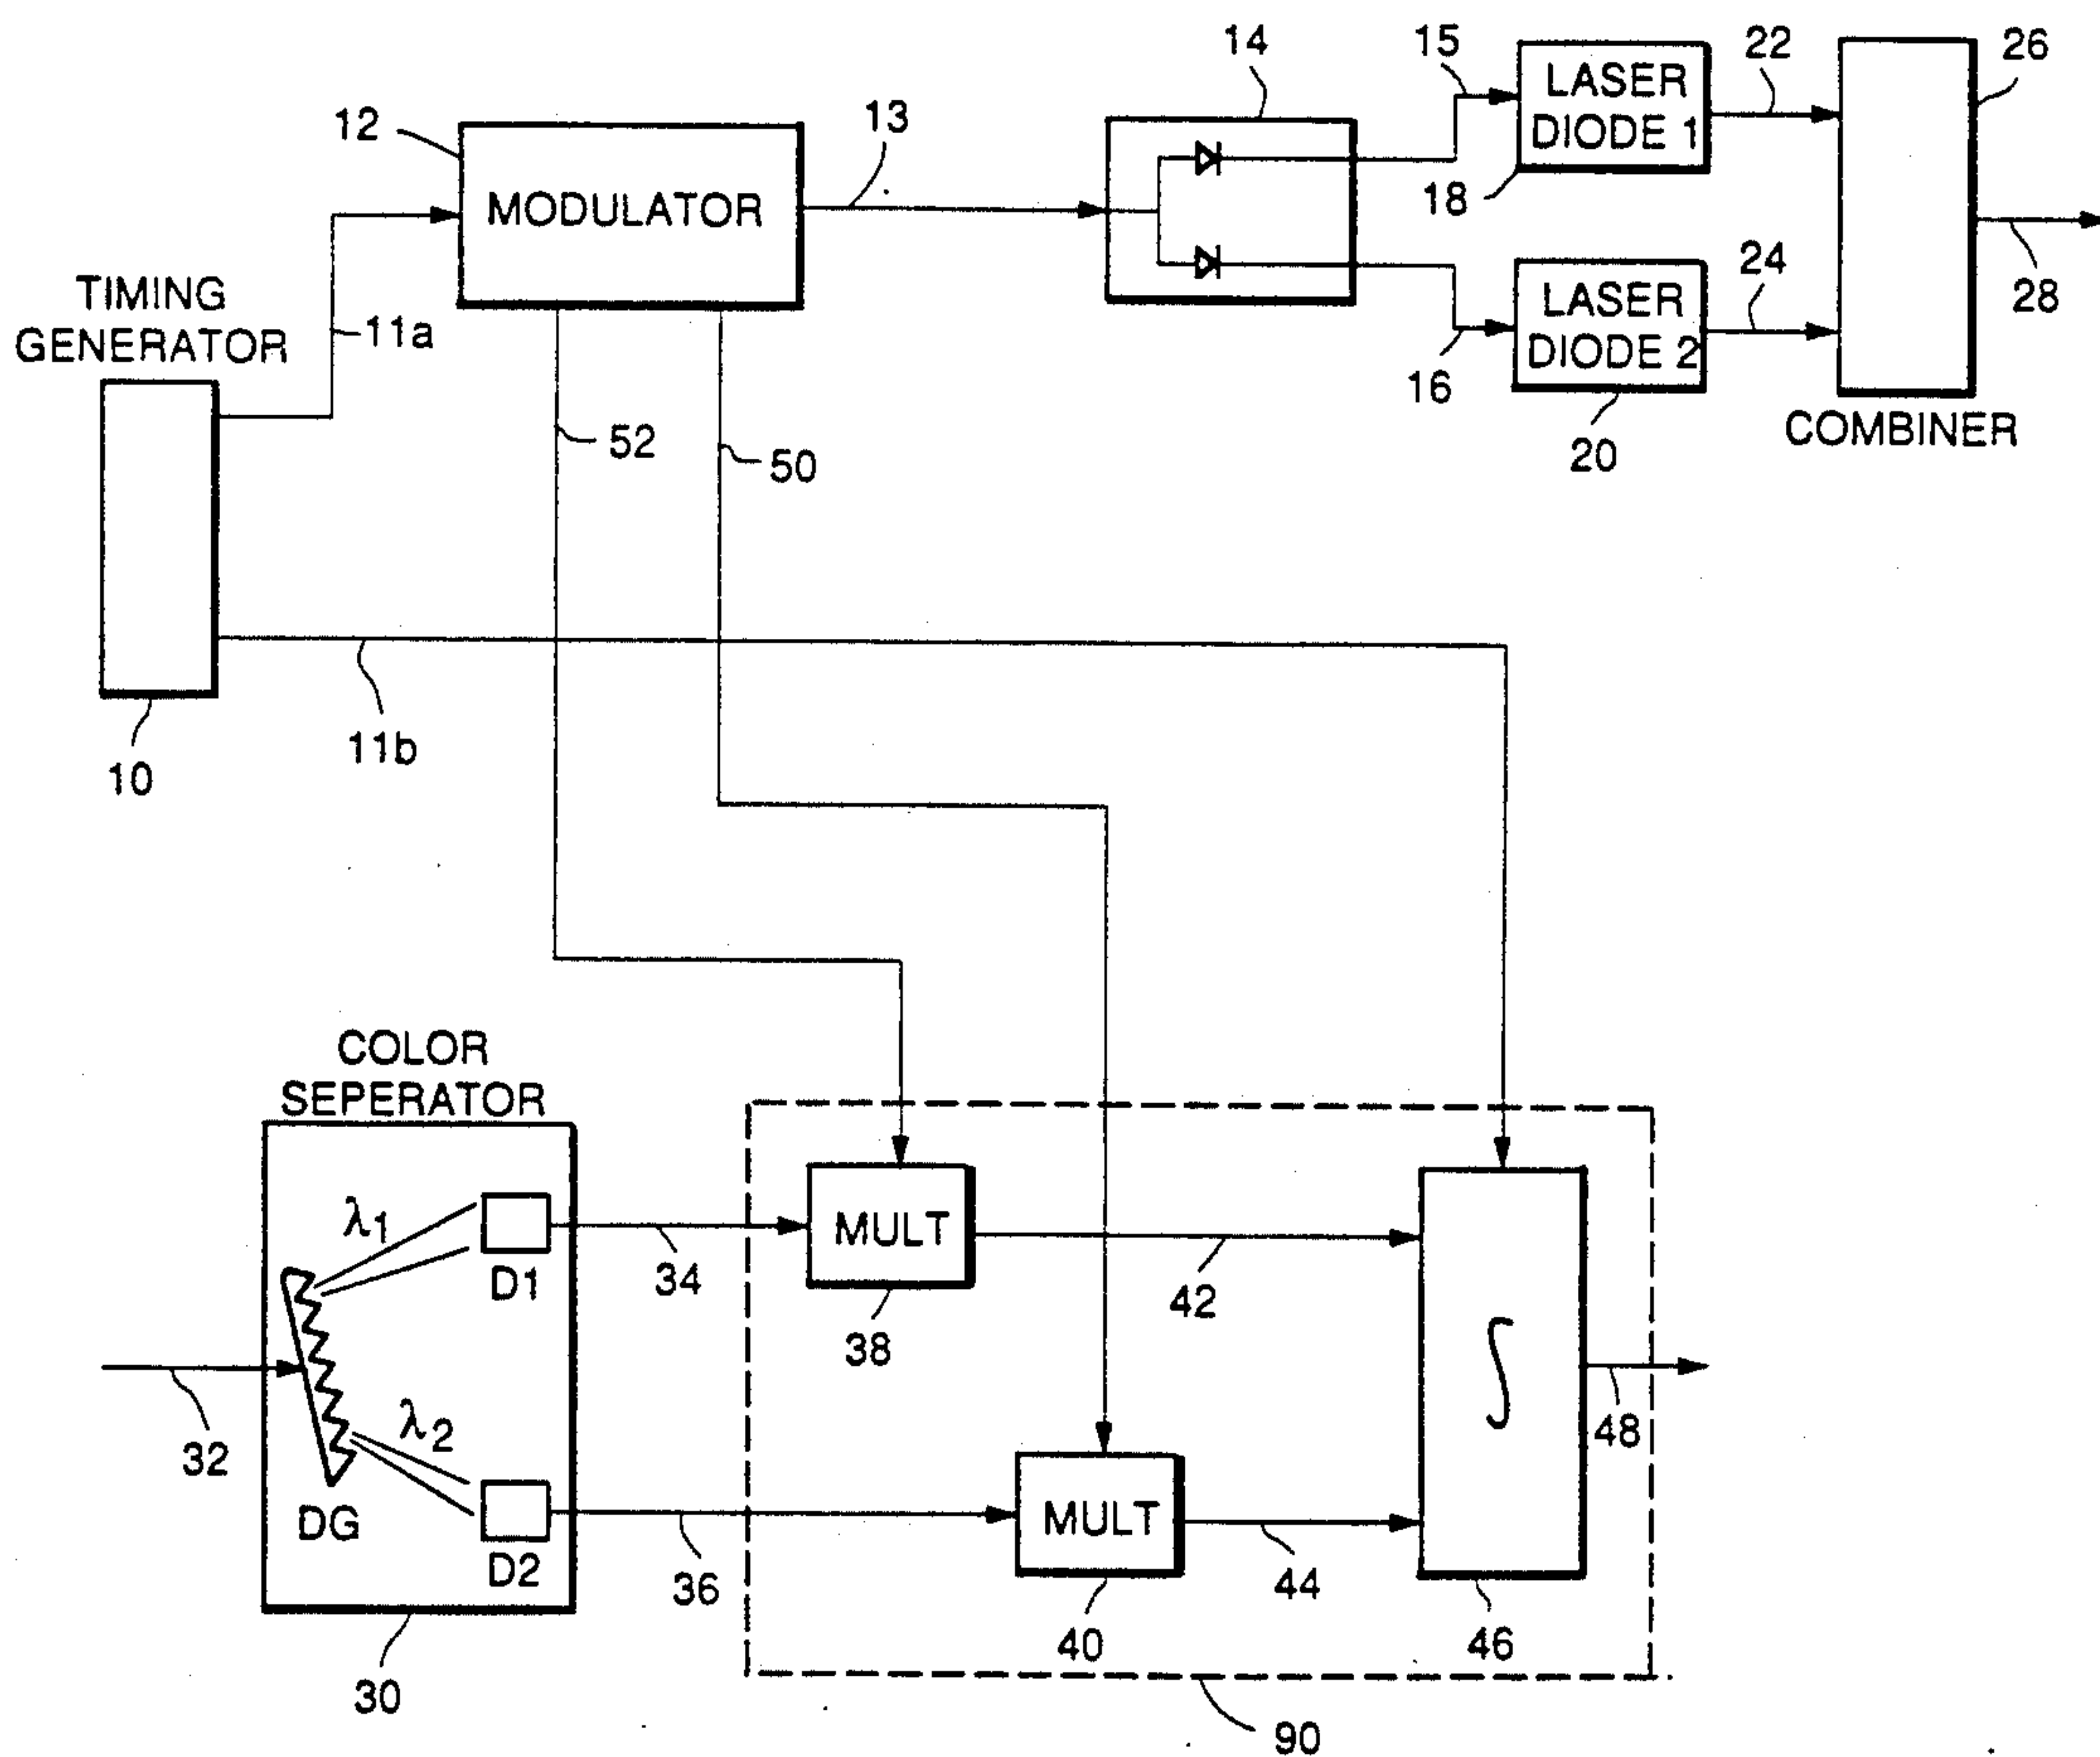 14
15
LASER
DIODE 1
22
26
12
MODULATOR
13
18
TIMING
GENERATOR
11a
LASER
DIODE 2
24
28
16
20
COMBINER
52
50
11b
10
COLOR
SEPERATOR
λ1
D1
34
MULT
38
42
∫
32
λ2
DG
D2
36
MULT
40
44
46
48
30
90